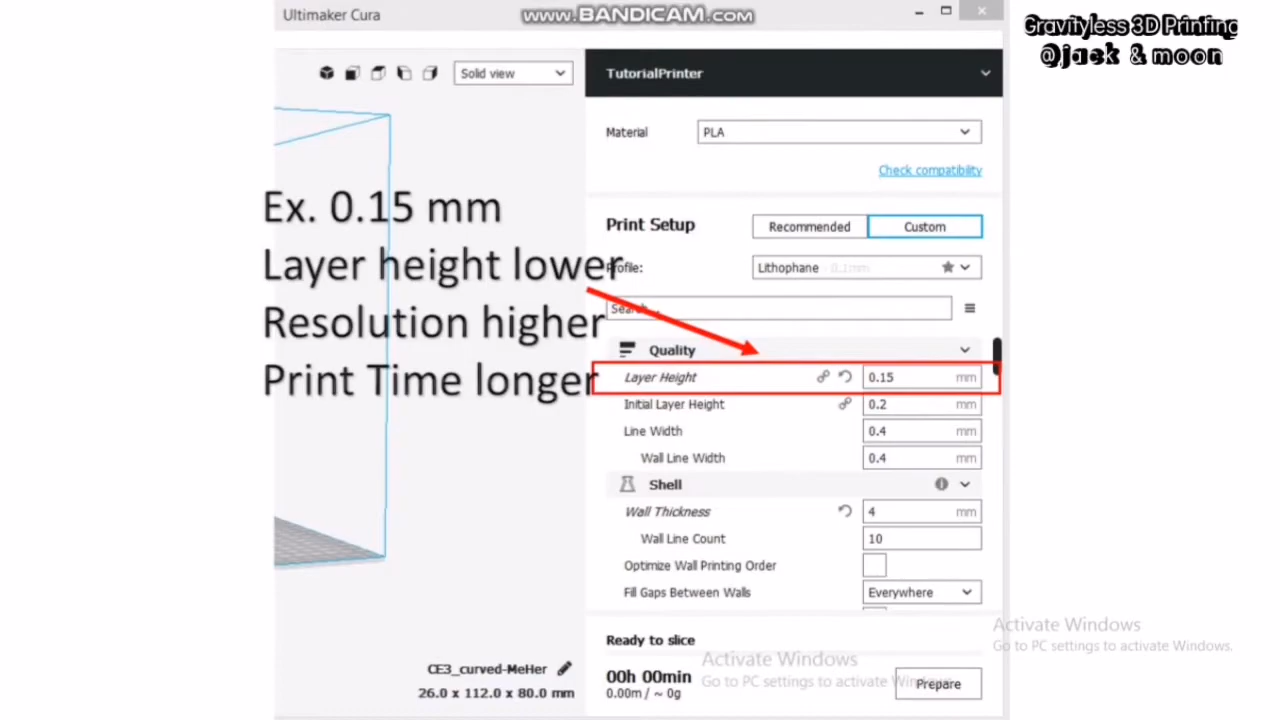 Ultimaker Cura
www.BANDICAM.com
Gravityless 3D Printing
@jack & moon
Solid view
TutorialPrinter
Material
PLA
Check compatibility
Ex. 0.15 mm
Layer height lower
Resolution higher
Print Time longer
Print Setup
Recommended
Custom
Profile:
Lithophane - 0.1mm
Search...
Quality
Layer Height
0.15 mm
Initial Layer Height
0.2 mm
Line Width
0.4 mm
Wall Line Width
0.4 mm
Shell
Wall Thickness
4 mm
Wall Line Count
10
Optimize Wall Printing Order
Fill Gaps Between Walls
Everywhere
Ready to slice
00h 00min
0.00m / ~ 0g
Prepare
CE3_curved-MeHer
26.0 x 112.0 x 80.0 mm
Activate Windows
Go to PC settings to activate Windows.
Activate Windows
Go to PC settings to activate Windows.